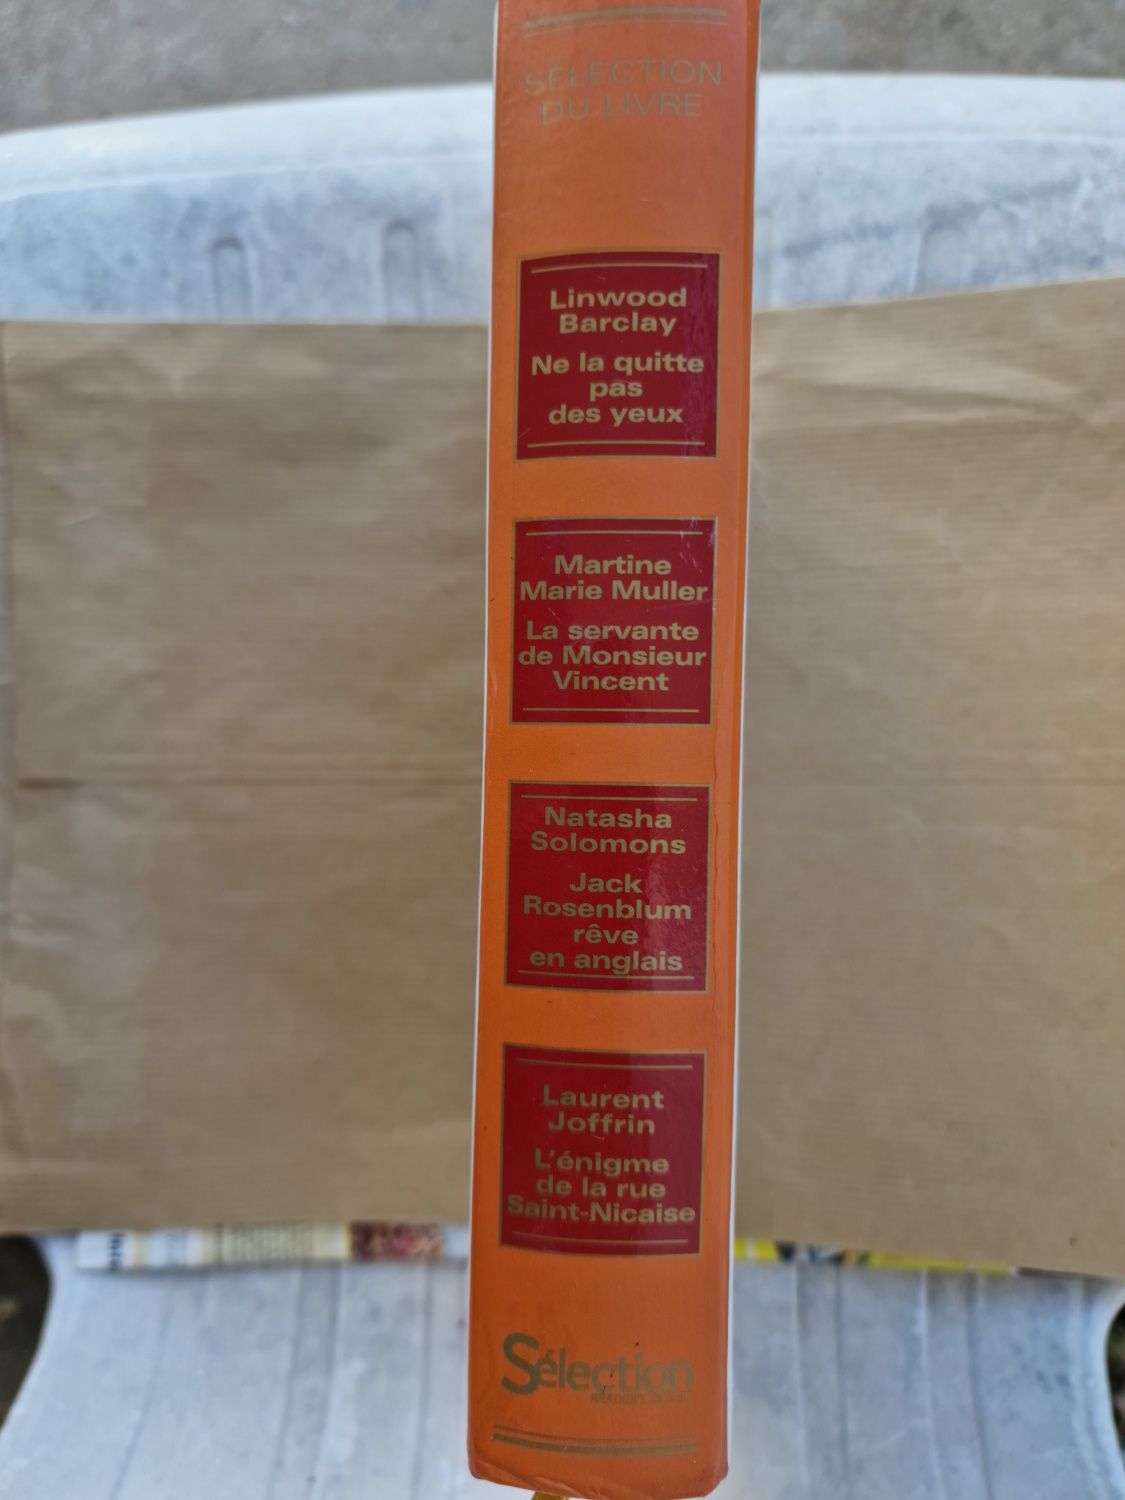 SÉLECTION
DU LIVRE
Linwood
Barclay
Ne la quitte
pas
des yeux
Martine
Marie Muller
La servante
de Monsieur
Vincent
Natasha
Solomons
Jack
Rosenblum
rêve
en anglais
Laurent
Joffrin
L'énigme
de la rue
Saint-Nicaise
Sélection